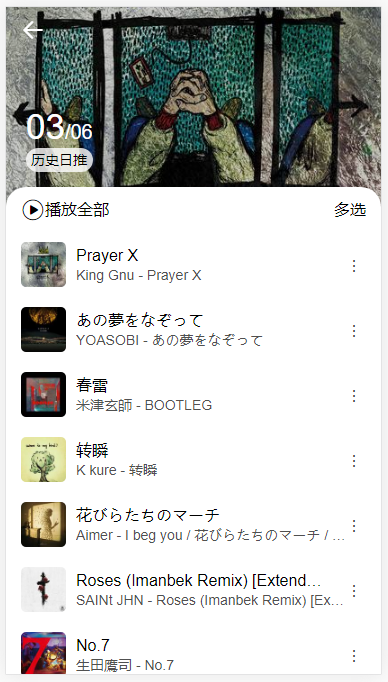 03/06
历史日推
播放全部
多选
Prayer X
King Gnu - Prayer X
あの夢をなぞって
YOASOBI - あの夢をなぞって
春雷
米津玄師 - BOOTLEG
转瞬
K kure - 转瞬
花びらたちのマーチ
Aimer - I beg you / 花びらたちのマーチ / ...
Roses (Imanbek Remix) [Extend...
SAINt JHN - Roses (Imanbek Remix) [Ex...
No.7
生田鷹司 - No.7